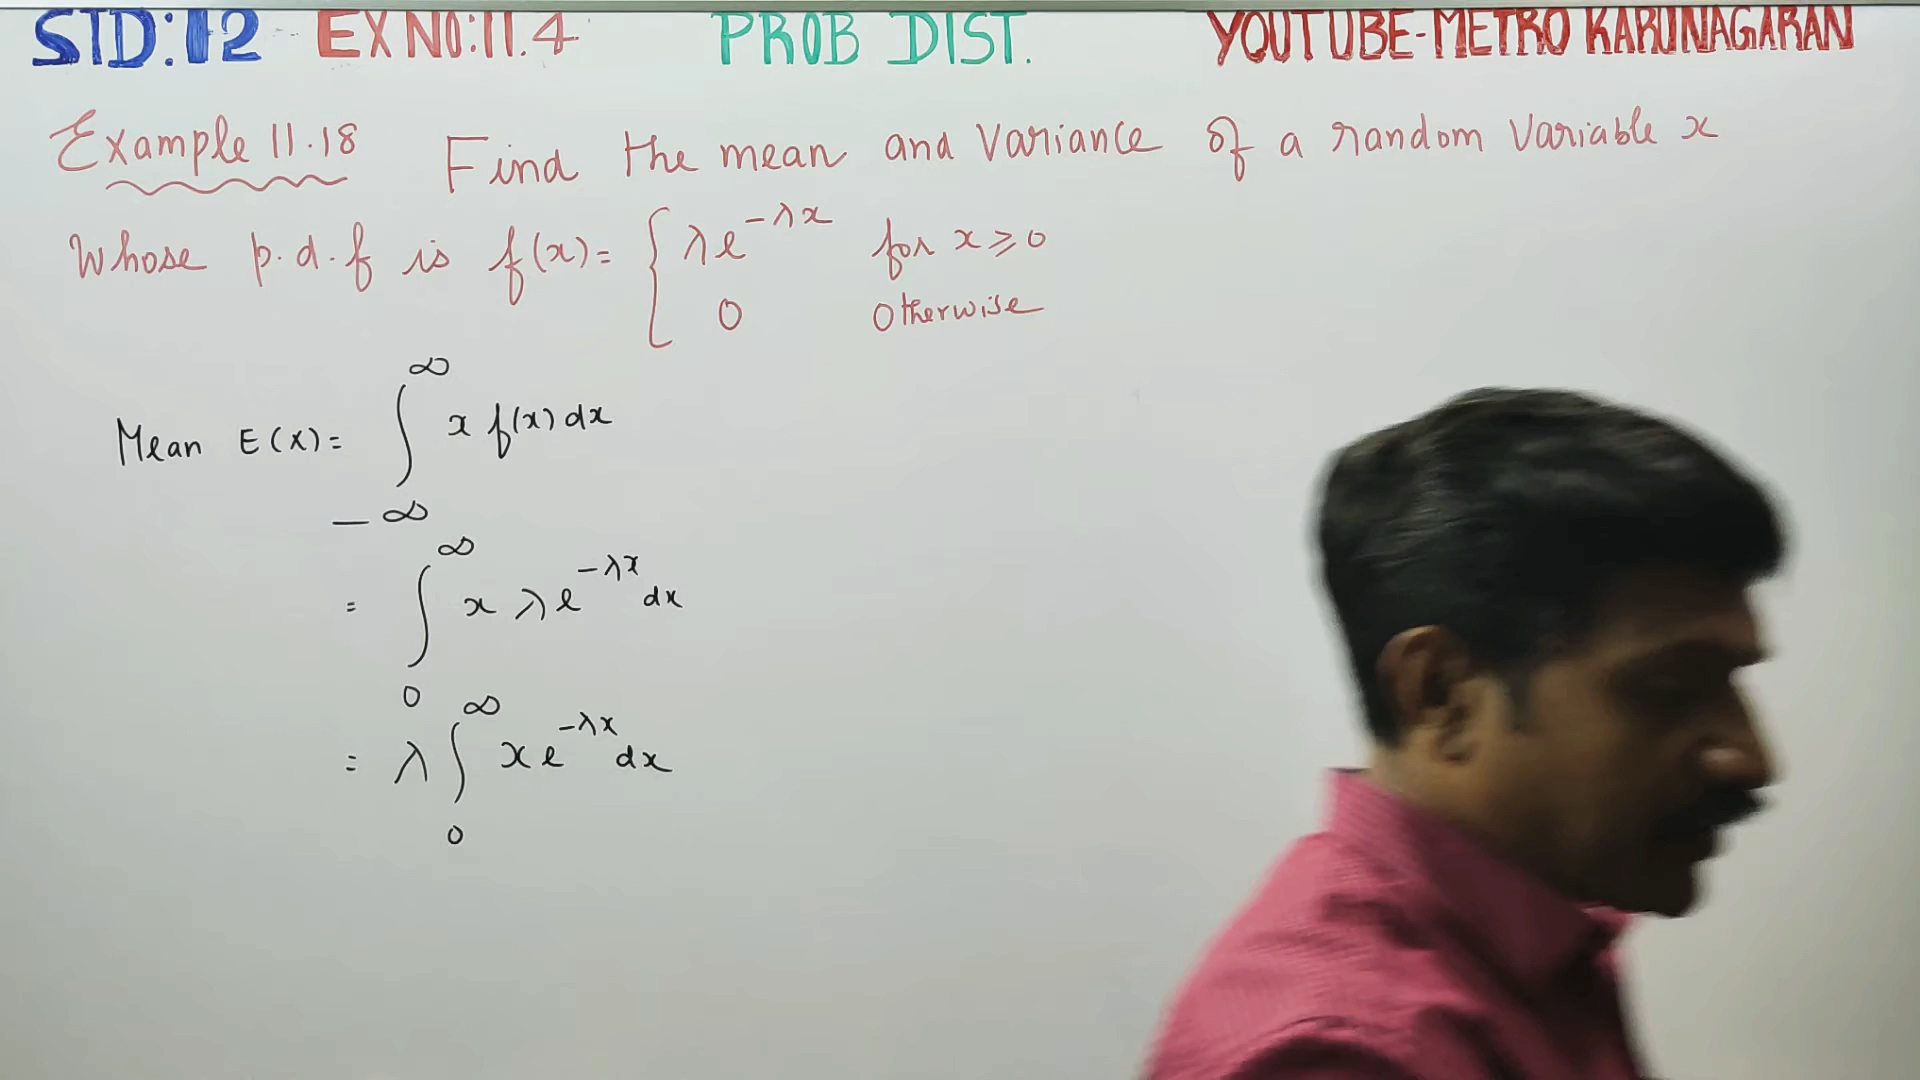 STD:12 EX NO:11.4 PROB DIST. YOUTUBE-METRO KARUNAGARAN
Example 11.18 Find the mean and Variance of a random Variable x
Whose p.d.f is f(x)= { λe^{-λx} for x ≥ 0
0 Otherwise
Mean E(X)= ∫_{-∞}^{∞} x f(x) dx
= ∫_{0}^{∞} x λe^{-λx} dx
= λ ∫_{0}^{∞} x e^{-λx} dx